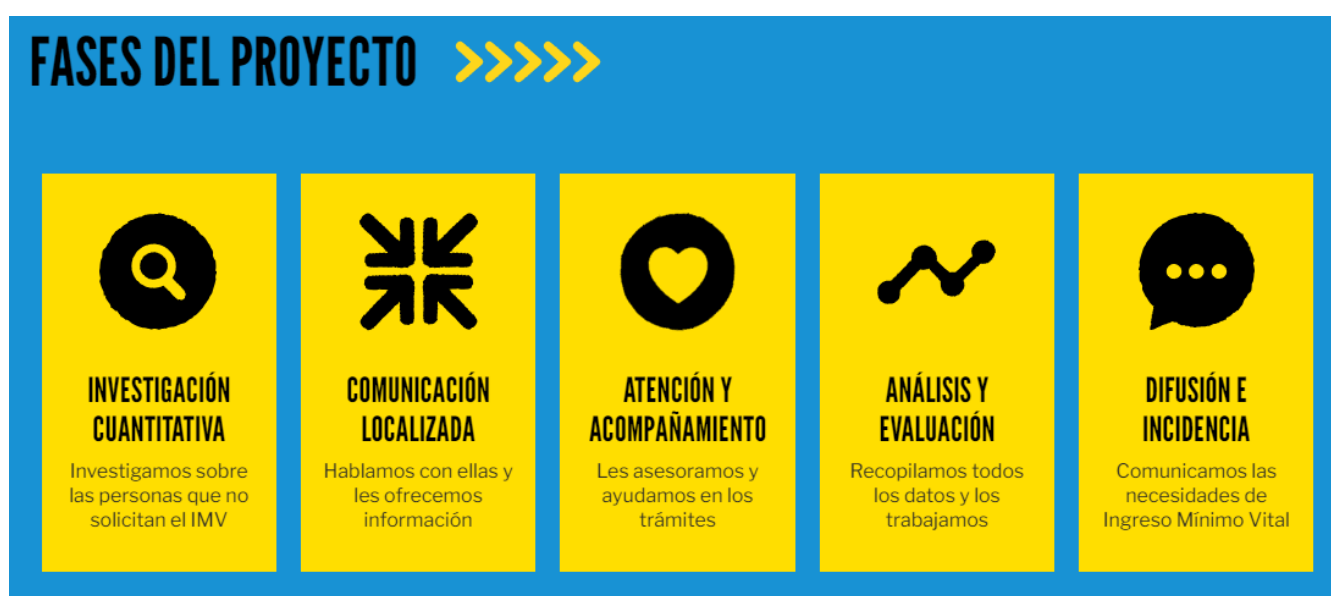 FASES DEL PROYECTO
INVESTIGACIÓN
CUANTITATIVA
Investigamos sobre
las personas que no
solicitan el IMV
COMUNICACIÓN
LOCALIZADA
Hablamos con ellas y
les ofrecemos
información
ATENCIÓN Y
ACOMPAÑAMIENTO
Les asesoramos y
ayudamos en los
trámites
ANÁLISIS Y
EVALUACIÓN
Recopilamos todos
los datos y los
trabajamos
DIFUSIÓN E
INCIDENCIA
Comunicamos las
necesidades de
Ingreso Mínimo Vital